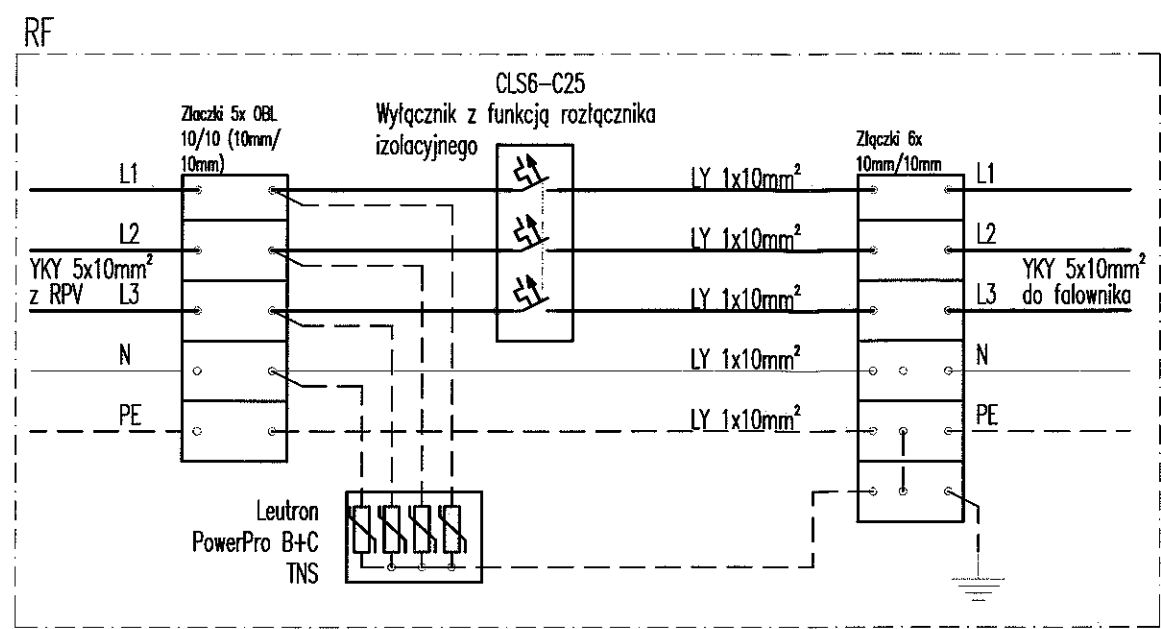 RF
CLS6-C25
Wyłącznik z funkcją rozłącznika
izolacyjnego
Złaczki 5x OBL
10/10 (10mm/
10mm)
Złączki 6x
10mm/10mm
L1
LY 1x10mm²
L1
L2
LY 1x10mm²
L2
YKY 5x10mm²
z RPV
L3
LY 1x10mm²
L3
YKY 5x10mm²
do falownika
N
LY 1x10mm²
N
PE
LY 1x10mm²
PE
Leutron
PowerPro B+C
TNS